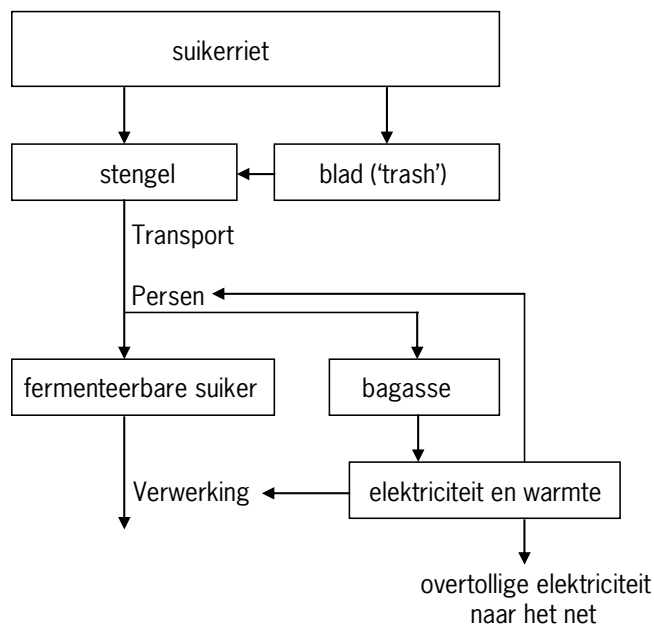 suikerriet
stengel
blad (‘trash’)
Transport
Persen
fermenteerbare suiker
bagasse
Verwerking
elektriciteit en warmte
overtollige elektriciteit
naar het net